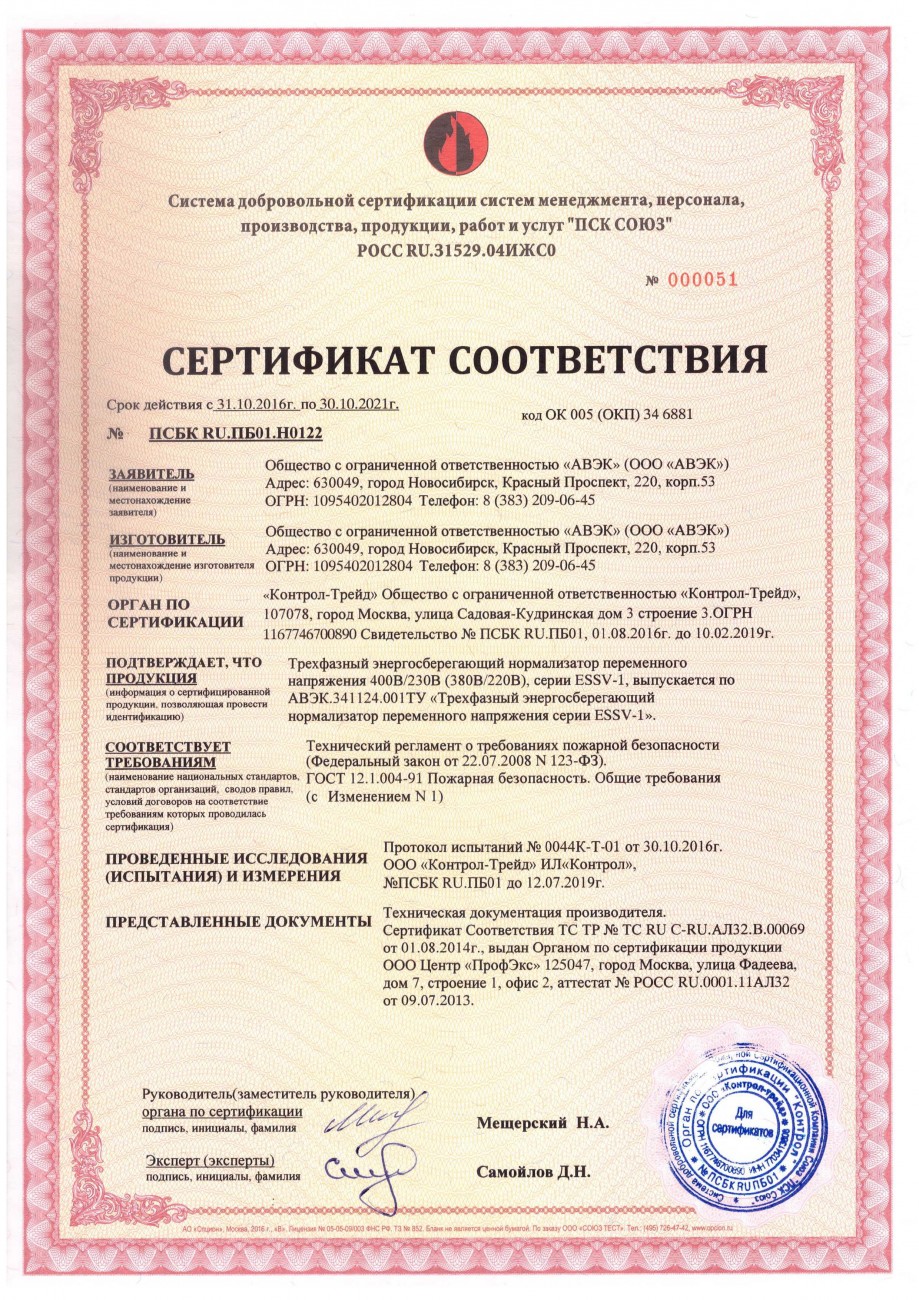 Система добровольной сертификации систем менеджмента, персонала,
производства, продукции, работ и услуг "ПСК СОЮЗ"
РОСС RU.31529.04ИЖС0
№ 000051
СЕРТИФИКАТ СООТВЕТСТВИЯ
Срок действия с 31.10.2016г. по 30.10.2021г.
код ОК 005 (ОКП) 34 6881
№ ПСБК RU.ПБ01.Н0122
ЗАЯВИТЕЛЬ
(наименование и
местонахождение
заявителя)
Общество с ограниченной ответственностью «АВЭК» (ООО «АВЭК»)
Адрес: 630049, город Новосибирск, Красный Проспект, 220, корп.53
ОГРН: 1095402012804 Телефон: 8 (383) 209-06-45
ИЗГОТОВИТЕЛЬ
(наименование и
местонахождение изготовителя
продукции)
Общество с ограниченной ответственностью «АВЭК» (ООО «АВЭК»)
Адрес: 630049, город Новосибирск, Красный Проспект, 220, корп.53
ОГРН: 1095402012804 Телефон: 8 (383) 209-06-45
ОРГАН ПО
СЕРТИФИКАЦИИ
«Контрол-Трейд» Общество с ограниченной ответственностью «Контрол-Трейд»,
107078, город Москва, улица Садовая-Кудринская дом 3 строение 3.ОГРН
1167746700890 Свидетельство № ПСБК RU.ПБ01, 01.08.2016г. до 10.02.2019г.
ПОДТВЕРЖДАЕТ, ЧТО
ПРОДУКЦИЯ
(информация о сертифицированной
продукции, позволяющая провести
идентификацию)
Трехфазный энергосберегающий нормализатор переменного
напряжения 400В/230В (380В/220В), серии ESSV-1, выпускается по
АВЭК.341124.001ТУ «Трехфазный энергосберегающий
нормализатор переменного напряжения серии ESSV-1».
СООТВЕТСТВУЕТ
ТРЕБОВАНИЯМ
(наименование национальных стандартов,
стандартов организаций, сводов правил,
условий договоров на соответствие
требованиям которых проводилась
сертификация)
Технический регламент о требованиях пожарной безопасности
(Федеральный закон от 22.07.2008 N 123-ФЗ).
ГОСТ 12.1.004-91 Пожарная безопасность. Общие требования
(с Изменением N 1)
ПРОВЕДЕННЫЕ ИССЛЕДОВАНИЯ
(ИСПЫТАНИЯ) И ИЗМЕРЕНИЯ
Протокол испытаний № 0044К-Т-01 от 30.10.2016г.
ООО «Контрол-Трейд» ИЛ«Контрол»,
№ПСБК RU.ПБ01 до 12.07.2019г.
ПРЕДСТАВЛЕННЫЕ ДОКУМЕНТЫ
Техническая документация производителя.
Сертификат Соответствия ТС ТР № ТС RU С-RU.АЛ32.В.00069
от 01.08.2014г., выдан Органом по сертификации продукции
ООО Центр «ПрофЭкс» 125047, город Москва, улица Фадеева,
дом 7, строение 1, офис 2, аттестат № РОСС RU.0001.11АЛ32
от 09.07.2013.
Руководитель(заместитель руководителя)
органа по сертификации
подпись, инициалы, фамилия
Мещерский Н.А.
Эксперт (эксперты)
подпись, инициалы, фамилия
Самойлов Д.Н.
Для
сертификатов
ООО «Контрол-трейд»
№ПСБК RU ПБ01
АО «Опцион», Москва, 2016 г., «В». Лицензия № 05-05-09/003 ФНС РФ. ТЗ № 852. Бланк не является ценной бумагой. По заказу ООО «СОЮЗ ТЕСТ». Тел.: (495) 726-47-42, www.opcion.ru